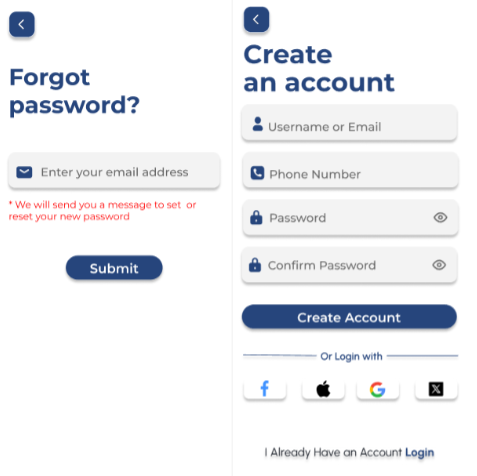 Forgot
password?
Enter your email address
* We will send you a message to set or
reset your new password
Submit
Create
an account
Username or Email
Phone Number
Password
Confirm Password
Create Account
Or Login with
I Already Have an Account Login